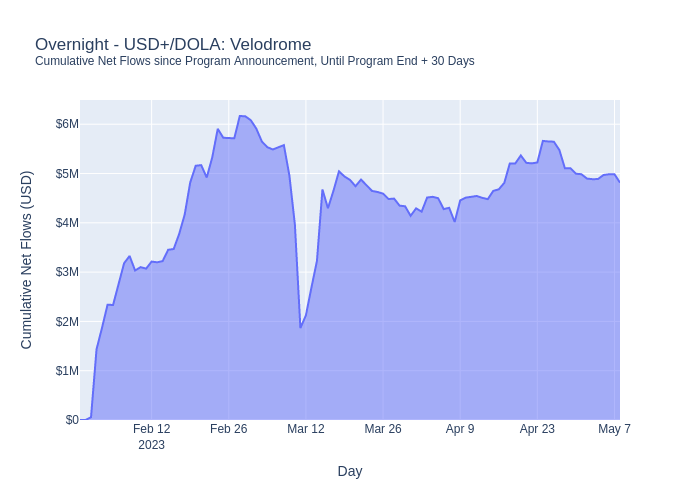 Overnight - USD+/DOLA: Velodrome
Cumulative Net Flows since Program Announcement, Until Program End + 30 Days
Cumulative Net Flows (USD)
$6M
$5M
$4M
$3M
$2M
$1M
$0
Feb 12 Feb 26 Mar 12 Mar 26 Apr 9 Apr 23 May 7
2023
Day